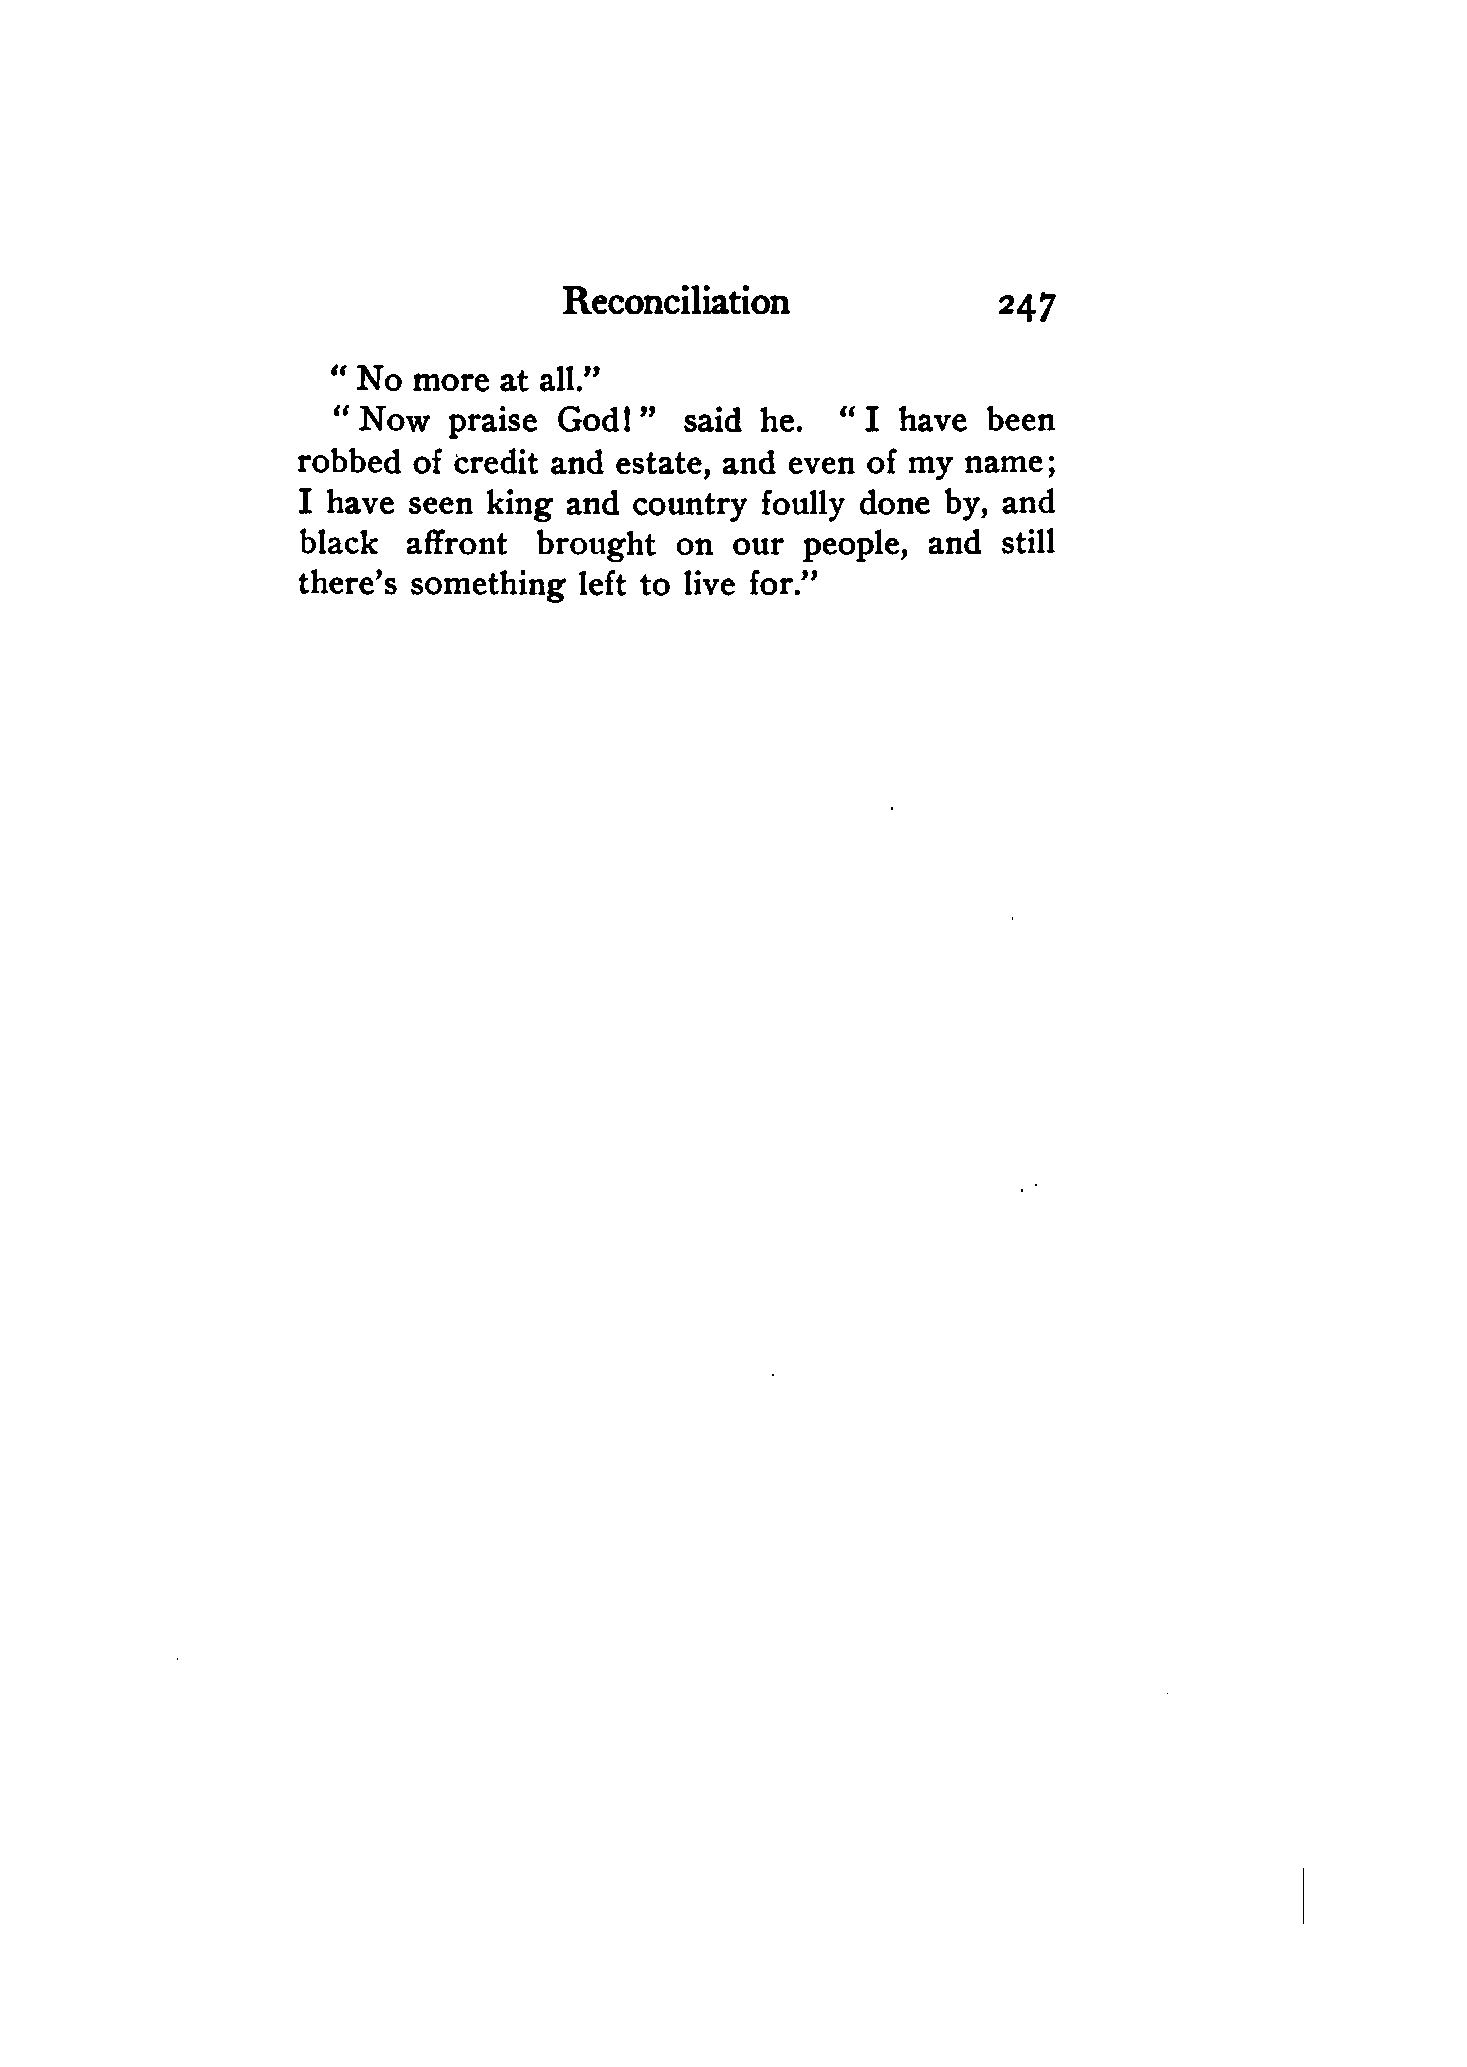 Reconciliation 247
“ No more at all.”
“ Now praise God! ” said he. “ I have been
robbed of credit and estate, and even of my name;
I have seen king and country foully done by, and
black affront brought on our people, and still
there’s something left to live for.”